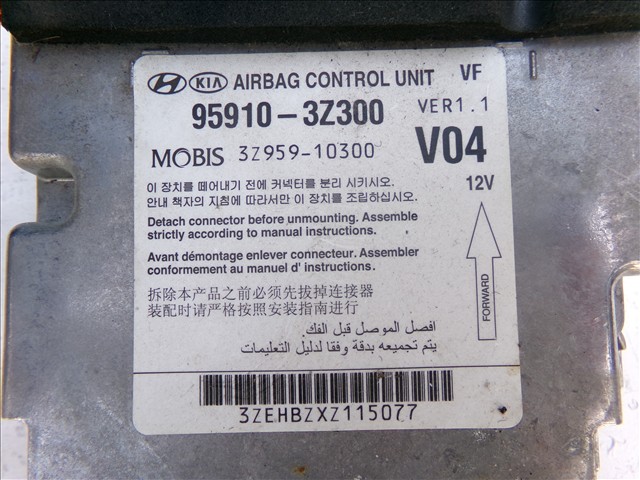 KIA AIRBAG CONTROL UNIT VF
95910-3Z300 VER1.1
MOBIS 3Z959-10300 V04
이 장치를 떼어내기 전에 커넥터를 분리 시키시오. 12V
안내 책자의 지침에 따라서만 이 장치를 조립하십시오.
Detach connector before unmounting. Assemble
strictly according to manual instructions.
Avant démontage enlever connecteur. Assembler
conformement au manuel d' instructions.
FORWARD
拆除本产品之前必须先拔掉连接器
装配时请严格按照安装指南进行
افصل الموصل قبل الفك.
يتم تجميعه بدقة وفقا لدليل التعليمات
3ZEHBZXZ115077